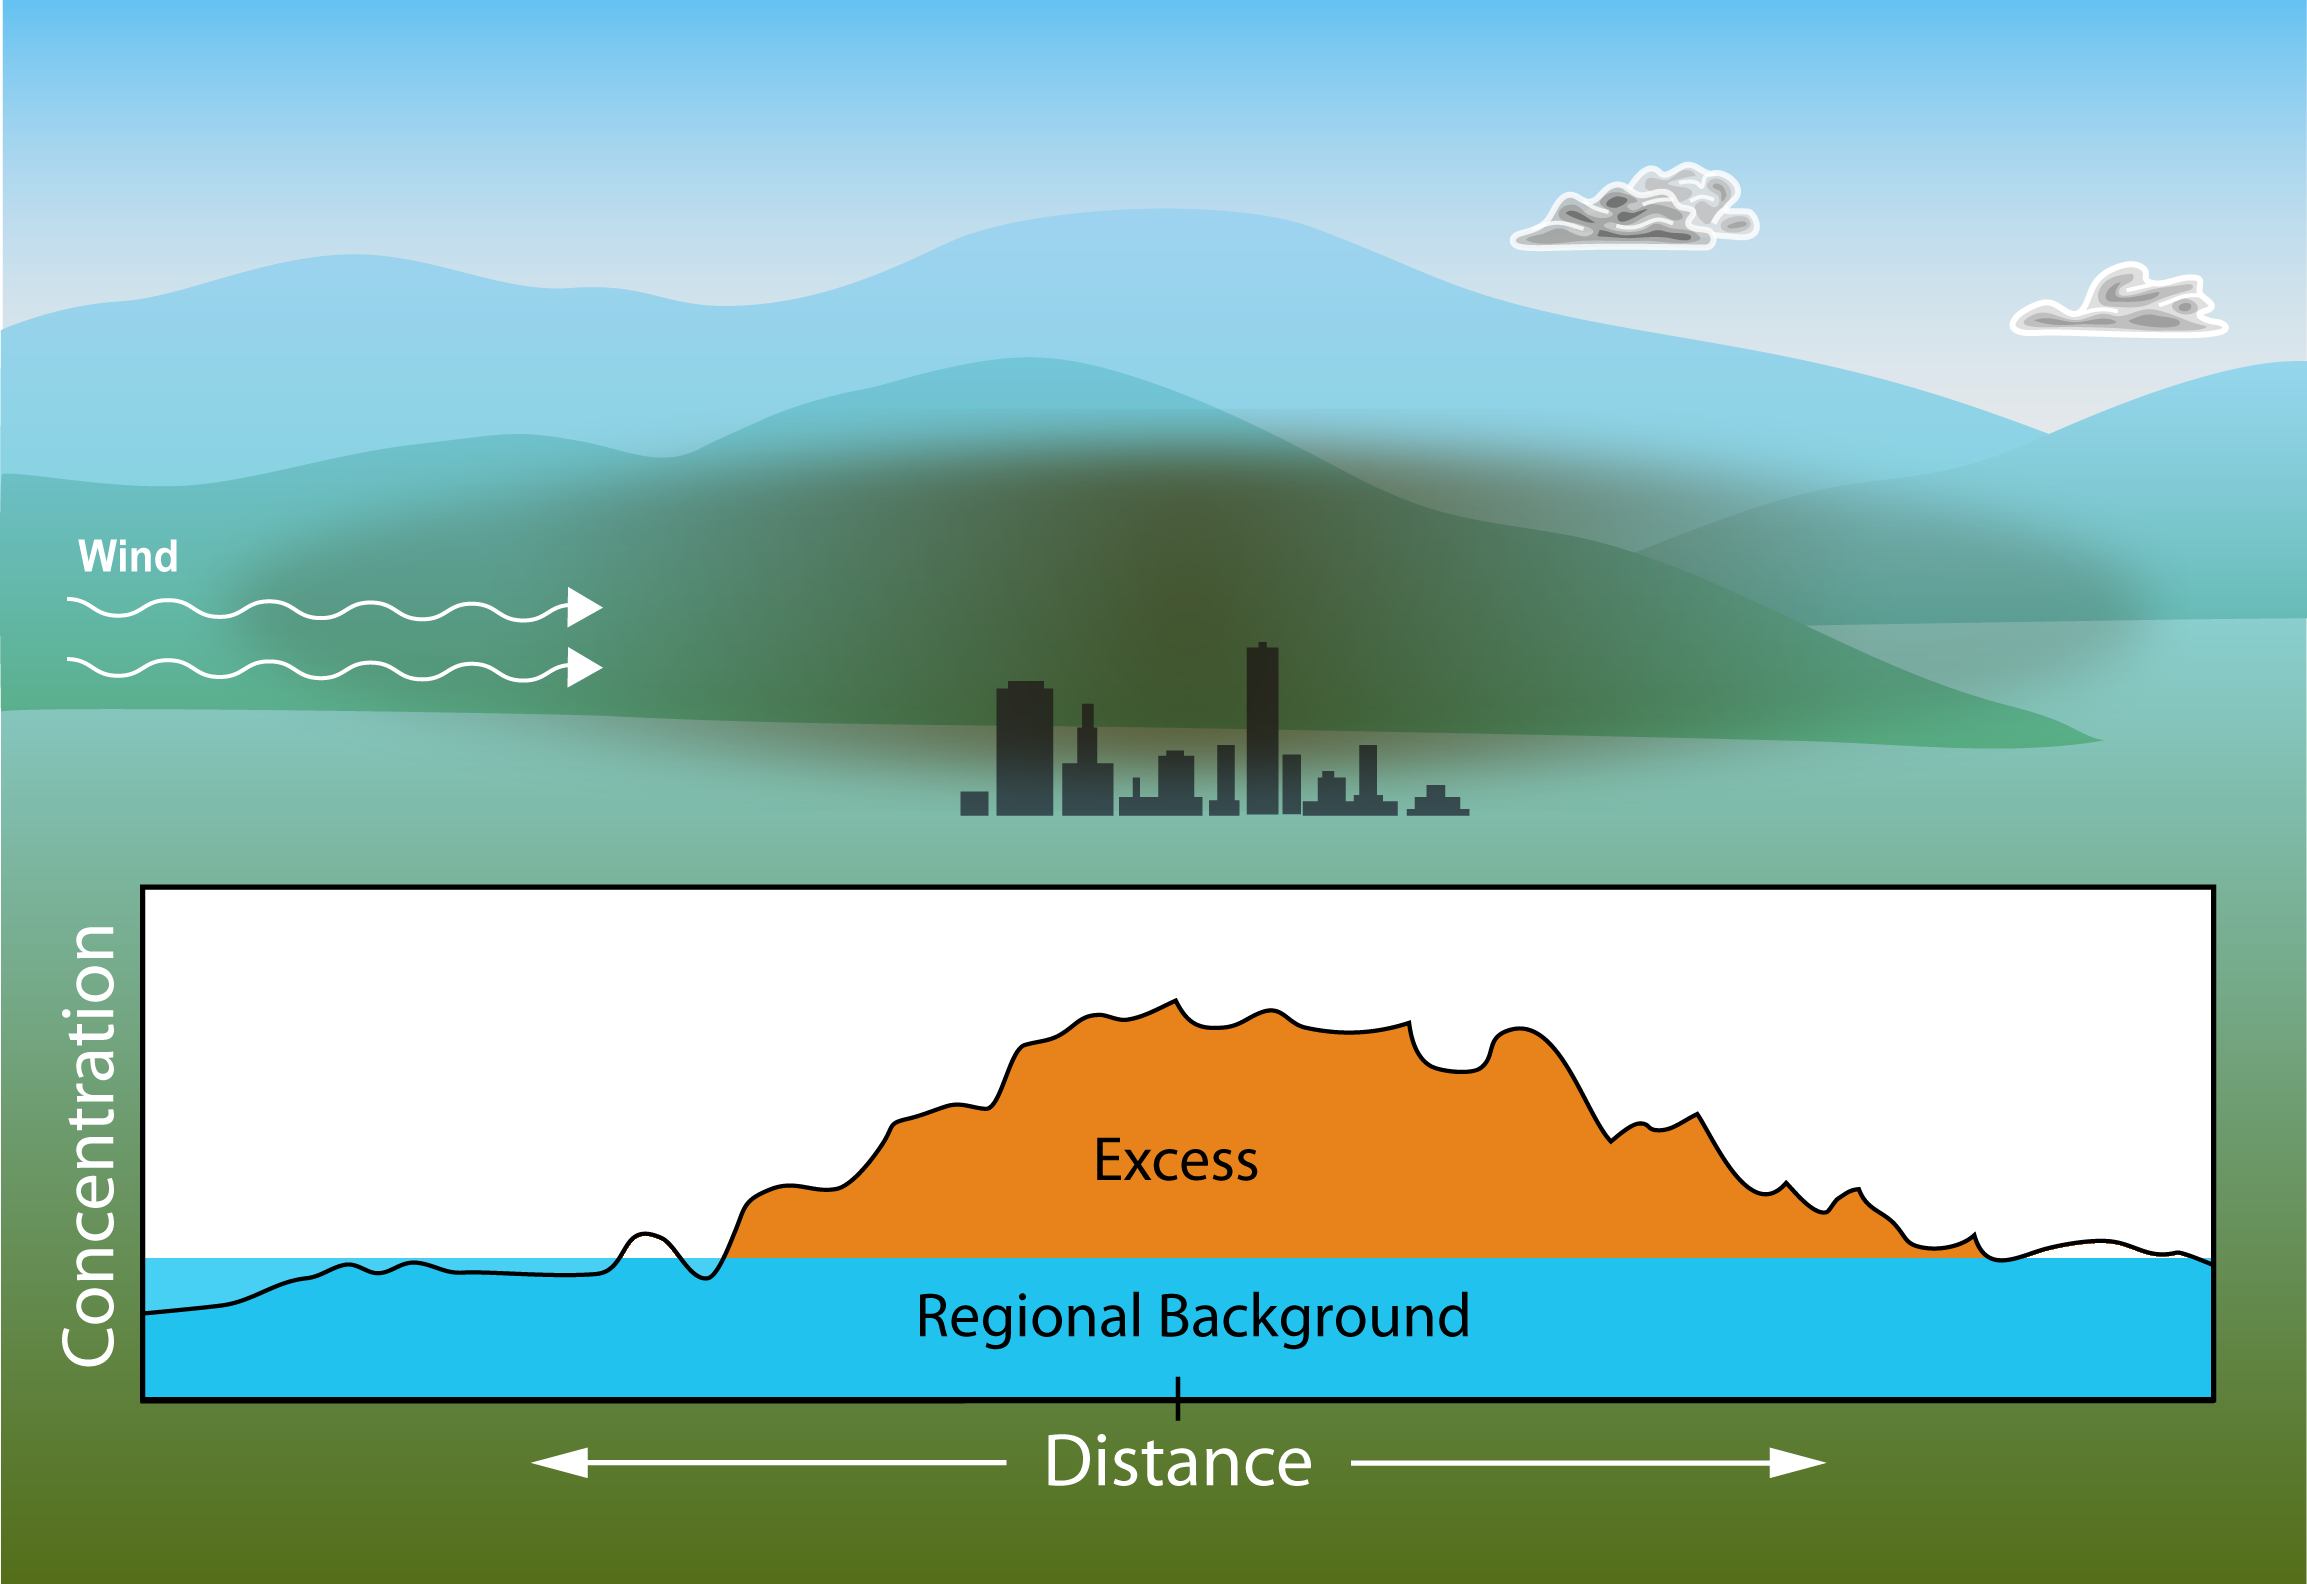 Wind
Concentration
Excess
Regional Background
Distance